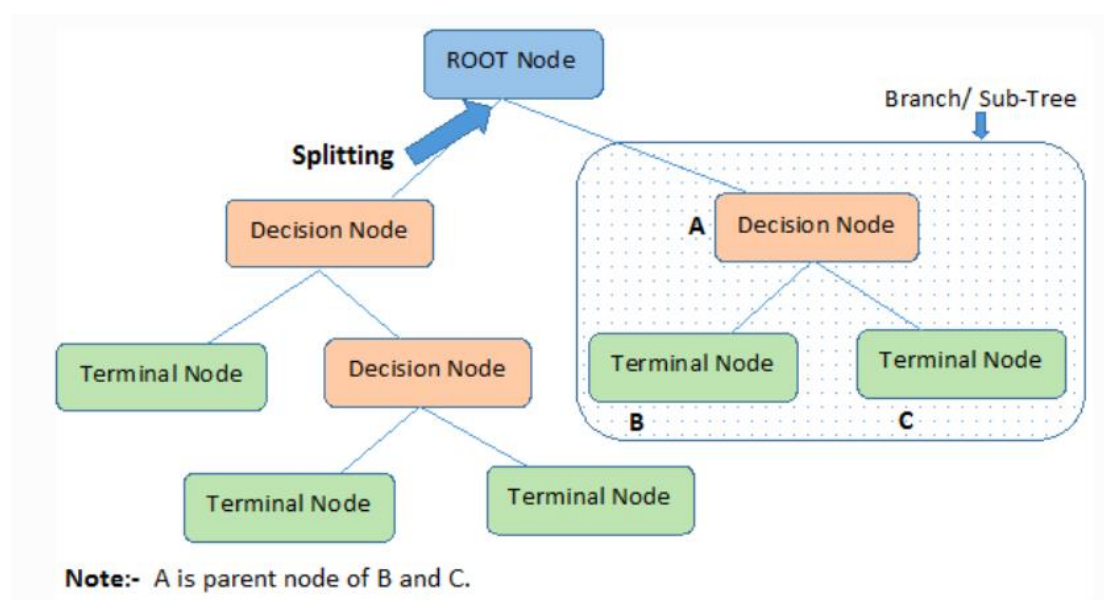 ROOT Node
Branch/ Sub-Tree
Splitting
Decision Node
A
Decision Node
Terminal Node
Decision Node
Terminal Node
Terminal Node
B
C
Terminal Node
Terminal Node
Note:- A is parent node of B and C.